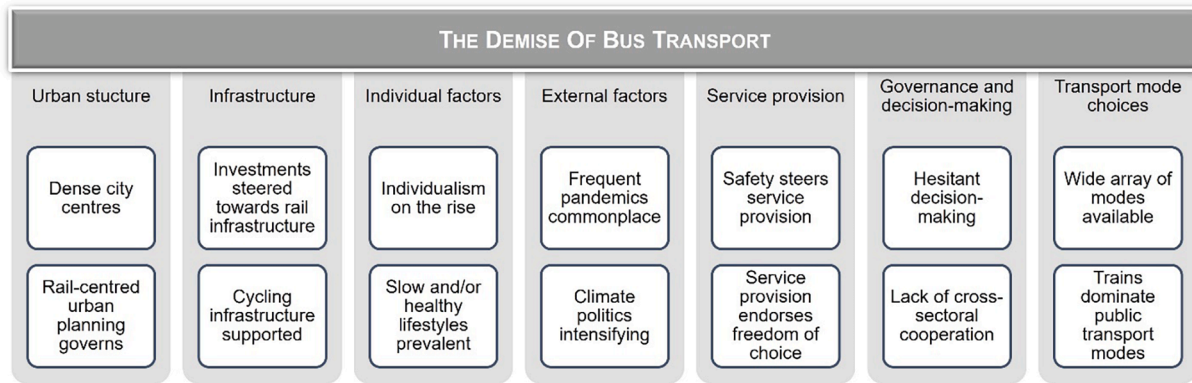 THE DEMISE OF BUS TRANSPORT
Urban stucture
Dense city
centres
Rail-centred
urban
planning
governs
Infrastructure
Investments
steered
towards rail
infrastructure
Cycling
infrastructure
supported
Individual factors
Individualism
on the rise
Slow and/or
healthy
lifestyles
prevalent
External factors
Frequent
pandemics
commonplace
Climate
politics
intensifying
Service provision
Safety steers
service
provision
Service
provision
endorses
freedom of
choice
Governance and
decision-making
Hesitant
decision-
making
Lack of cross-
sectoral
cooperation
Transport mode
choices
Wide array of
modes
available
Trains
dominate
public
transport
modes